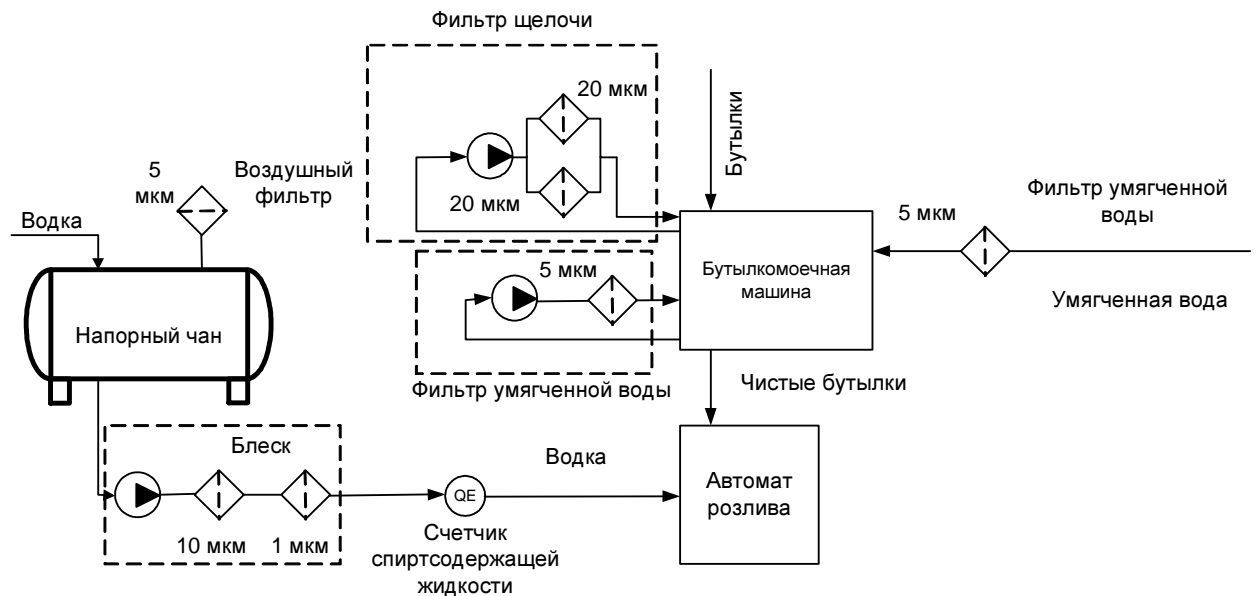 Фильтр щелочи
20 мкм
20 мкм
Бутылки
5
мкм
Воздушный
фильтр
Водка
Напорный чан
5 мкм
Фильтр умягченной воды
Бутылкомоечная
машина
5 мкм
Фильтр умягченной
воды
Умягченная вода
Чистые бутылки
Блеск
10 мкм
1 мкм
QE
Счетчик
спиртсодержащей
жидкости
Водка
Автомат
розлива